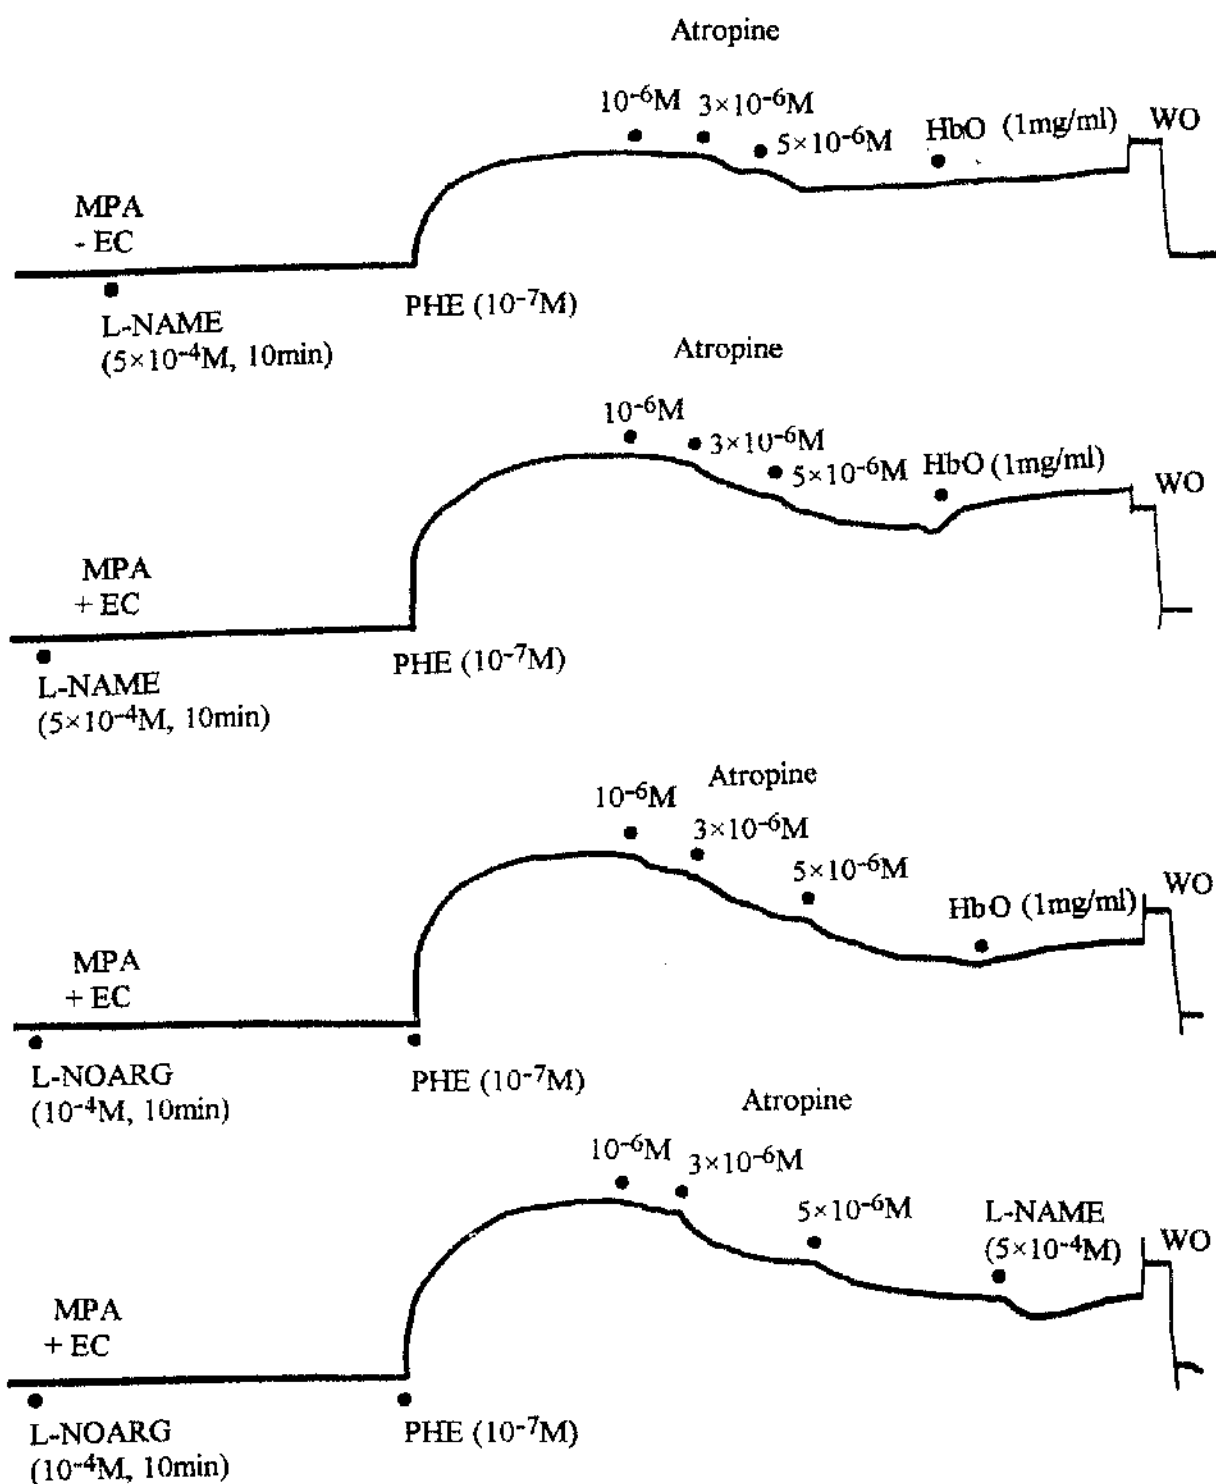 Atropine
10⁻⁶M 3×10⁻⁶M
5×10⁻⁶M HbO (1mg/ml) WO
MPA
- EC
L-NAME
(5×10⁻⁴M, 10min)
PHE (10⁻⁷M)
Atropine
10⁻⁶M
3×10⁻⁶M
5×10⁻⁶M HbO (1mg/ml)
WO
MPA
+ EC
L-NAME
(5×10⁻⁴M, 10min)
PHE (10⁻⁷M)
Atropine
10⁻⁶M
3×10⁻⁶M
5×10⁻⁶M
HbO (1mg/ml)
WO
MPA
+ EC
L-NOARG
(10⁻⁴M, 10min)
PHE (10⁻⁷M)
Atropine
10⁻⁶M 3×10⁻⁶M
5×10⁻⁶M
L-NAME
(5×10⁻⁴M)
WO
MPA
+ EC
L-NOARG
(10⁻⁴M, 10min)
PHE (10⁻⁷M)